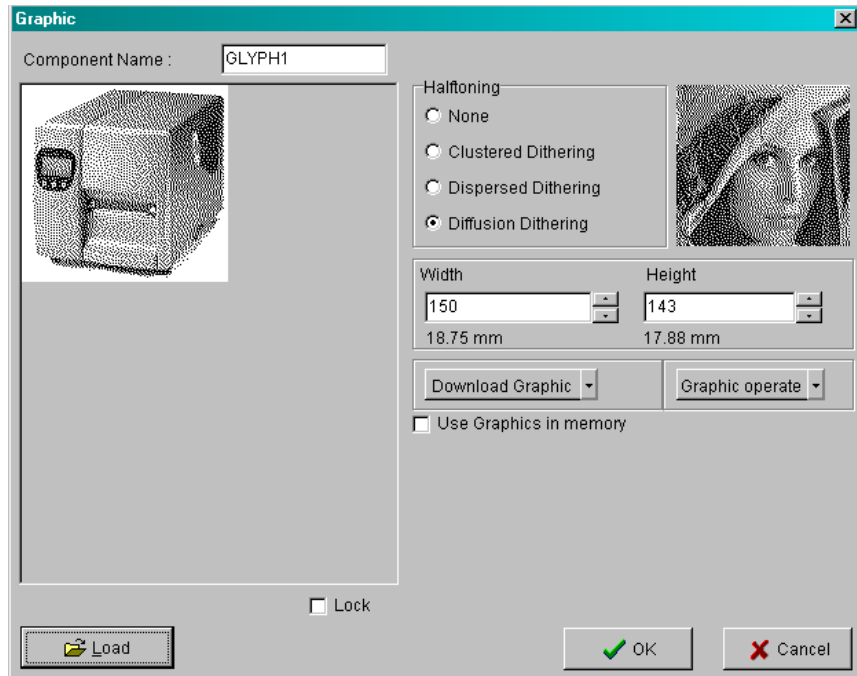 Graphic
Component Name :
GLYPH1
Halftoning
None
Clustered Dithering
Dispersed Dithering
Diffusion Dithering
Width
Height
150
143
18.75 mm
17.88 mm
Download Graphic
Graphic operate
Use Graphics in memory
Lock
Load
OK
Cancel